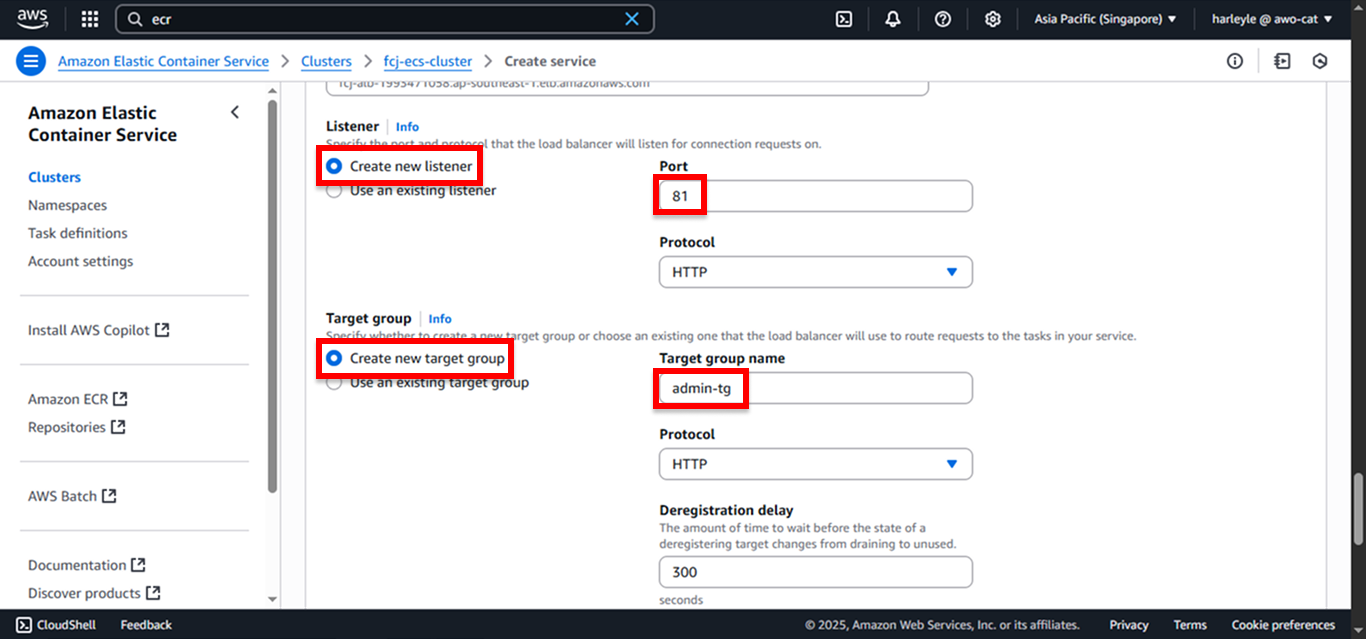 aws
ecr
Asia Pacific (Singapore)
harleyle @ awo-cat
Amazon Elastic Container Service
Clusters
fcj-ecs-cluster
Create service
Amazon Elastic
Container Service
Clusters
Namespaces
Task definitions
Account settings
Install AWS Copilot
Amazon ECR
Repositories
AWS Batch
Documentation
Discover products
fcj-alb-1993471058.ap-southeast-1.elb.amazonaws.com
Listener Info
Specify the port and protocol that the load balancer will listen for connection requests on.
Create new listener
Use an existing listener
Port
81
Protocol
HTTP
Target group Info
Specify whether to create a new target group or choose an existing one that the load balancer will use to route requests to the tasks in your service.
Create new target group
Use an existing target group
Target group name
admin-tg
Protocol
HTTP
Deregistration delay
The amount of time to wait before the state of a
deregistering target changes from draining to unused.
300
seconds
CloudShell
Feedback
© 2025, Amazon Web Services, Inc. or its affiliates.
Privacy
Terms
Cookie preferences